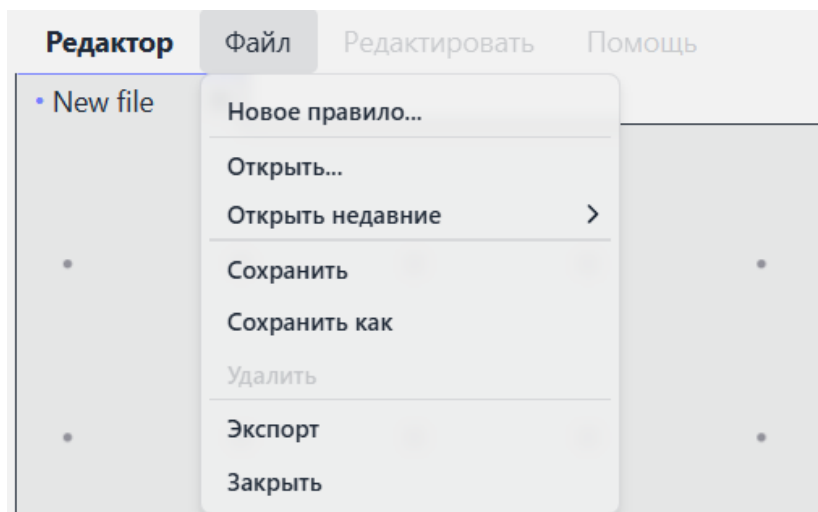 Редактор Файл Редактировать Помощь
• New file
Новое правило...
Открыть...
Открыть недавние
Сохранить
Сохранить как
Удалить
Экспорт
Закрыть